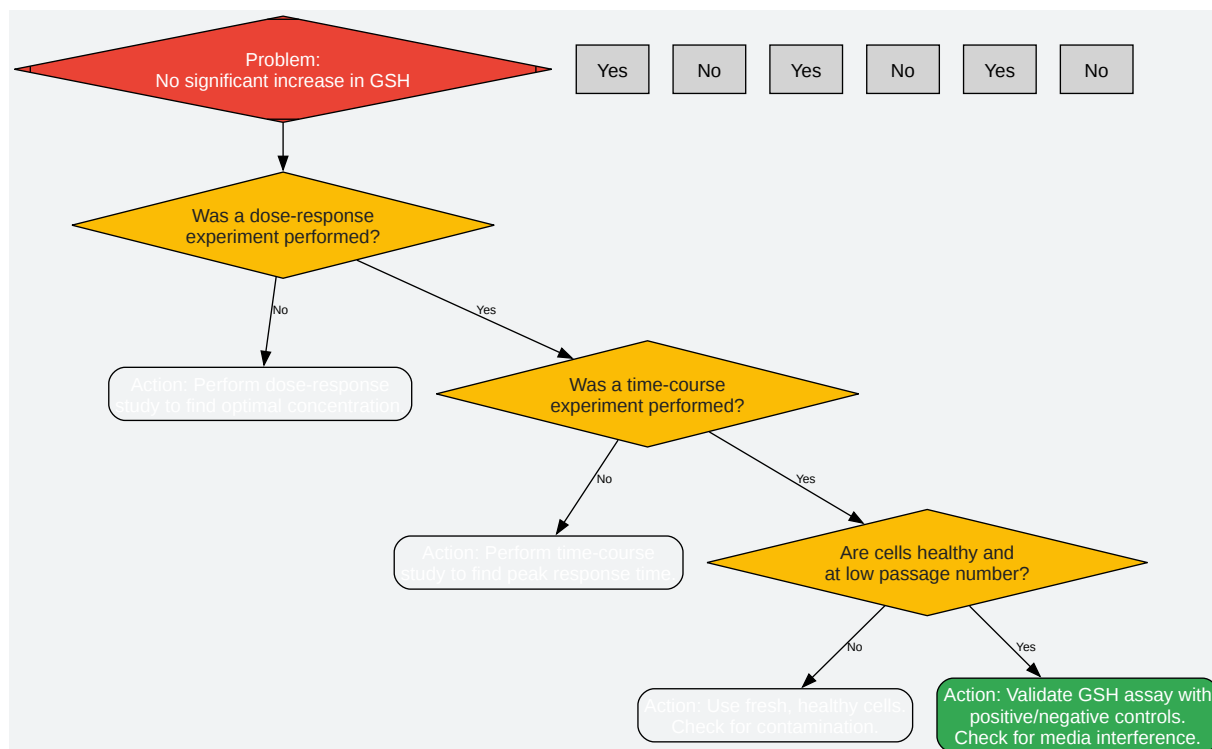 Problem:
No significant increase in GSH
Yes
No
Yes
No
Yes
No
Was a dose-response
experiment performed?
No
Yes
Action: Perform dose-response
study to find optimal concentration.
Was a time-course
experiment performed?
No
Yes
Action: Perform time-course
study to find peak response time.
Are cells healthy and
at low passage number?
No
Yes
Action: Use fresh, healthy cells.
Check for contamination.
Action: Validate GSH assay with
positive/negative controls.
Check for media interference.